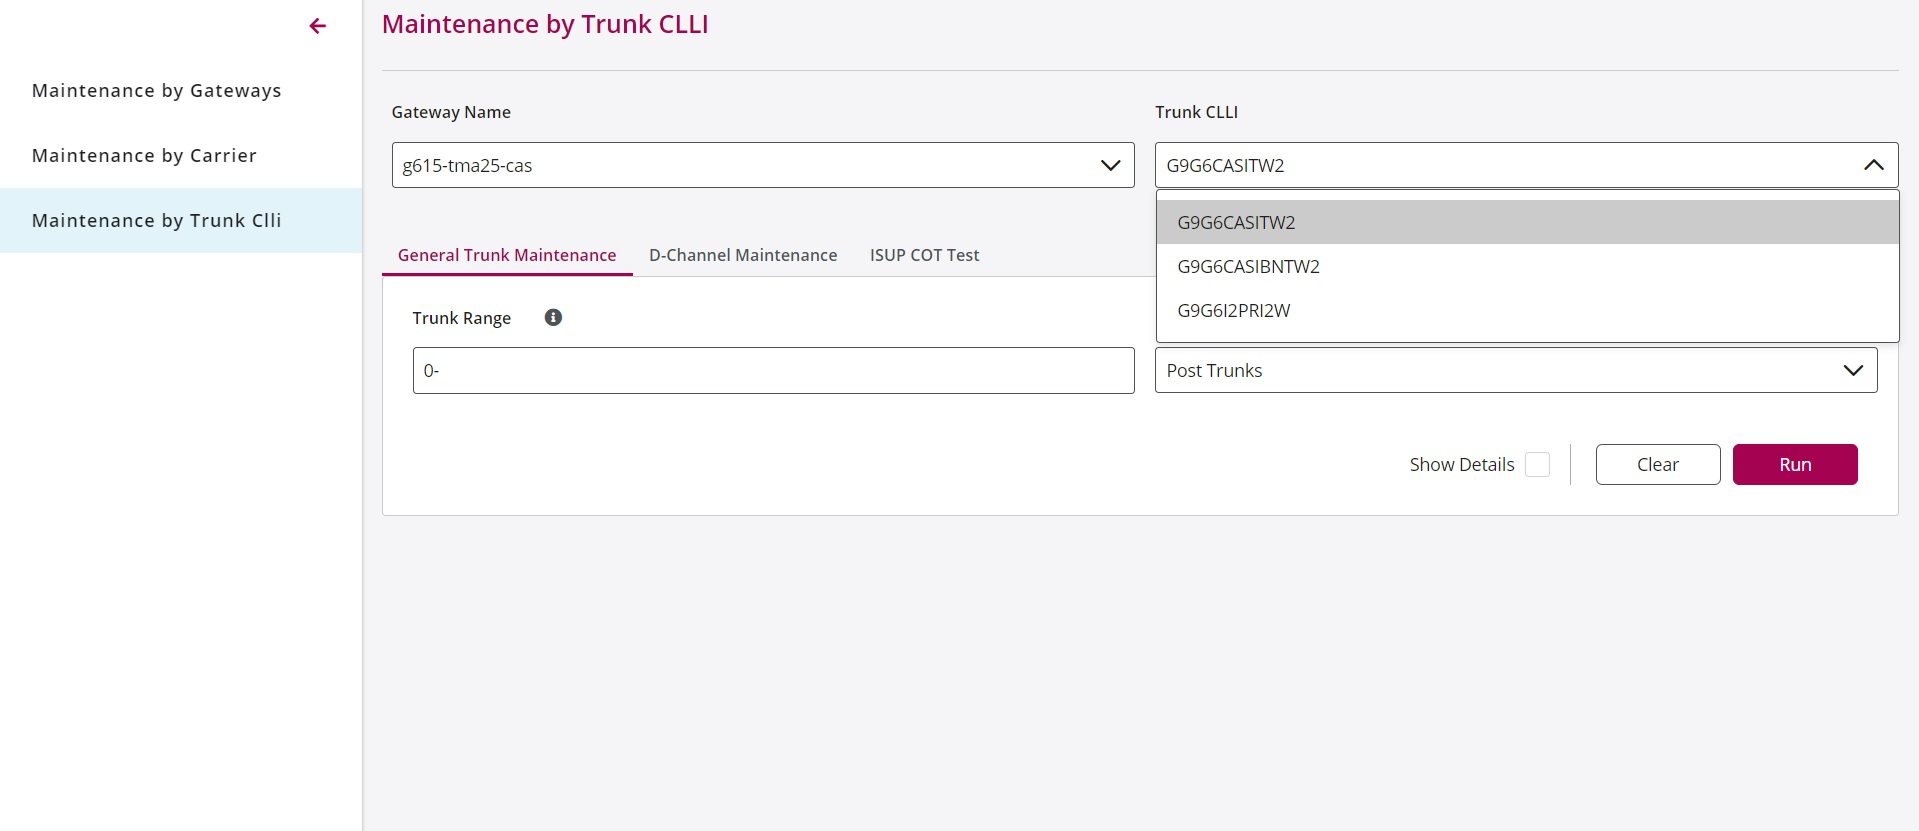 Maintenance by Gateways
Maintenance by Carrier
Maintenance by Trunk Clli
Maintenance by Trunk CLLI
Gateway Name
g615-tma25-cas
Trunk CLLI
G9G6CASITW2
G9G6CASITW2
G9G6CASIBNTW2
G9G6I2PRI2W
General Trunk Maintenance
D-Channel Maintenance
ISUP COT Test
Trunk Range
0-
Post Trunks
Show Details
Clear
Run